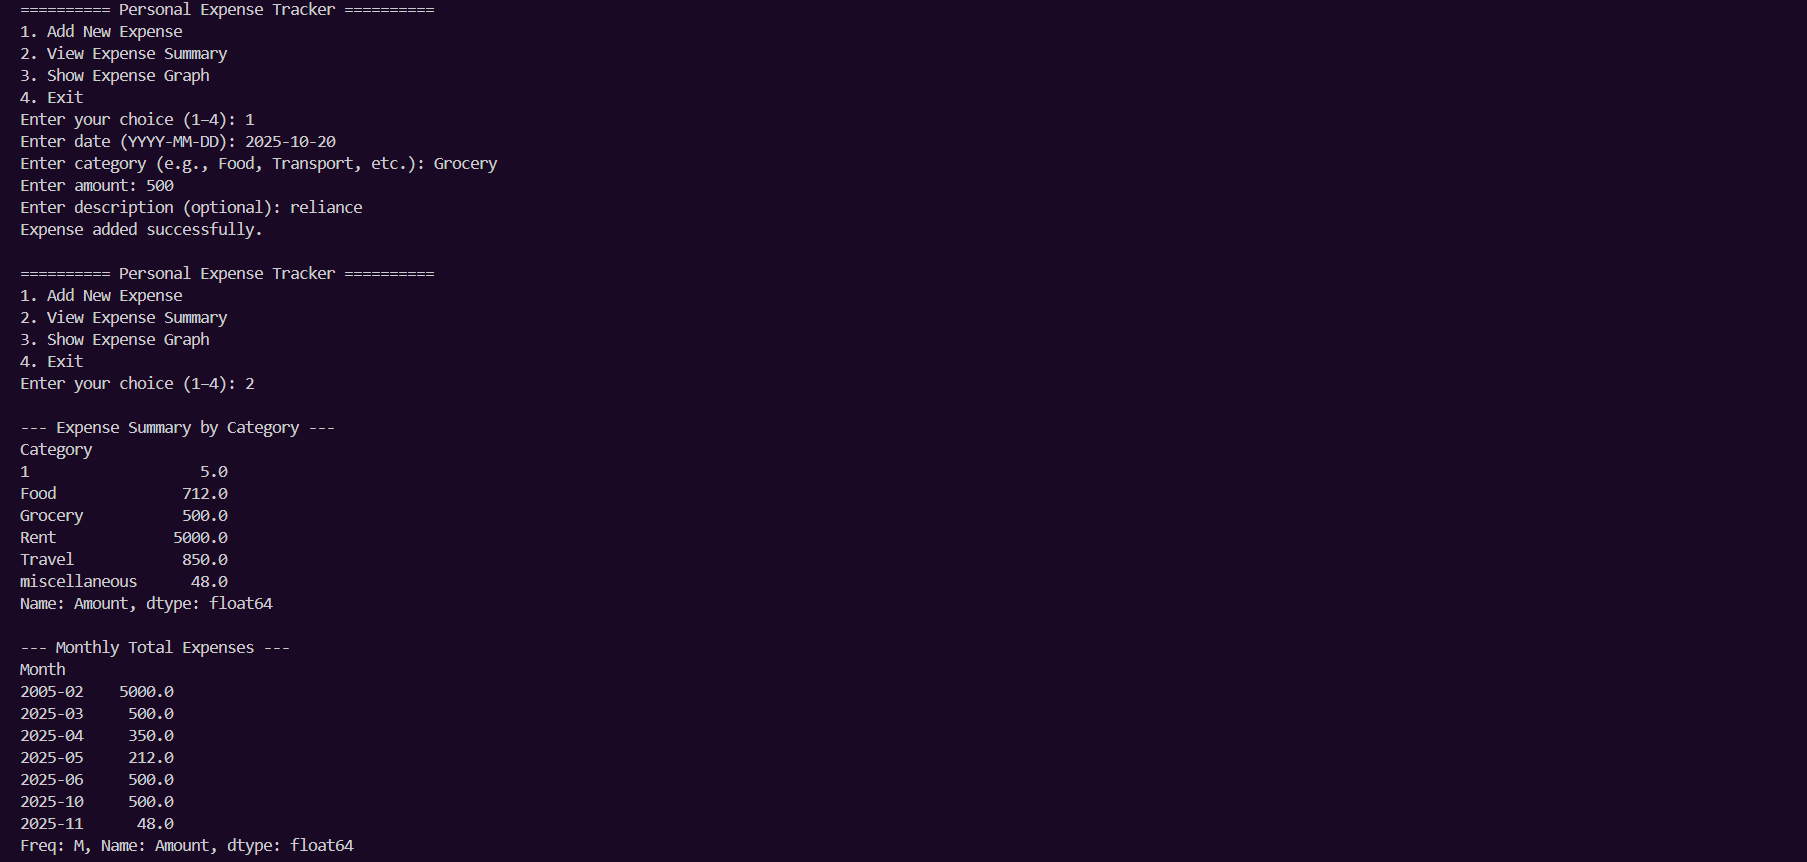 ========== Personal Expense Tracker ==========
1. Add New Expense
2. View Expense Summary
3. Show Expense Graph
4. Exit
Enter your choice (1–4): 1
Enter date (YYYY-MM-DD): 2025-10-20
Enter category (e.g., Food, Transport, etc.): Grocery
Enter amount: 500
Enter description (optional): reliance
Expense added successfully.

========== Personal Expense Tracker ==========
1. Add New Expense
2. View Expense Summary
3. Show Expense Graph
4. Exit
Enter your choice (1–4): 2

--- Expense Summary by Category ---
Category
1                   5.0
Food              712.0
Grocery           500.0
Rent             5000.0
Travel            850.0
miscellaneous      48.0
Name: Amount, dtype: float64

--- Monthly Total Expenses ---
Month
2005-02    5000.0
2025-03     500.0
2025-04     350.0
2025-05     212.0
2025-06     500.0
2025-10     500.0
2025-11      48.0
Freq: M, Name: Amount, dtype: float64